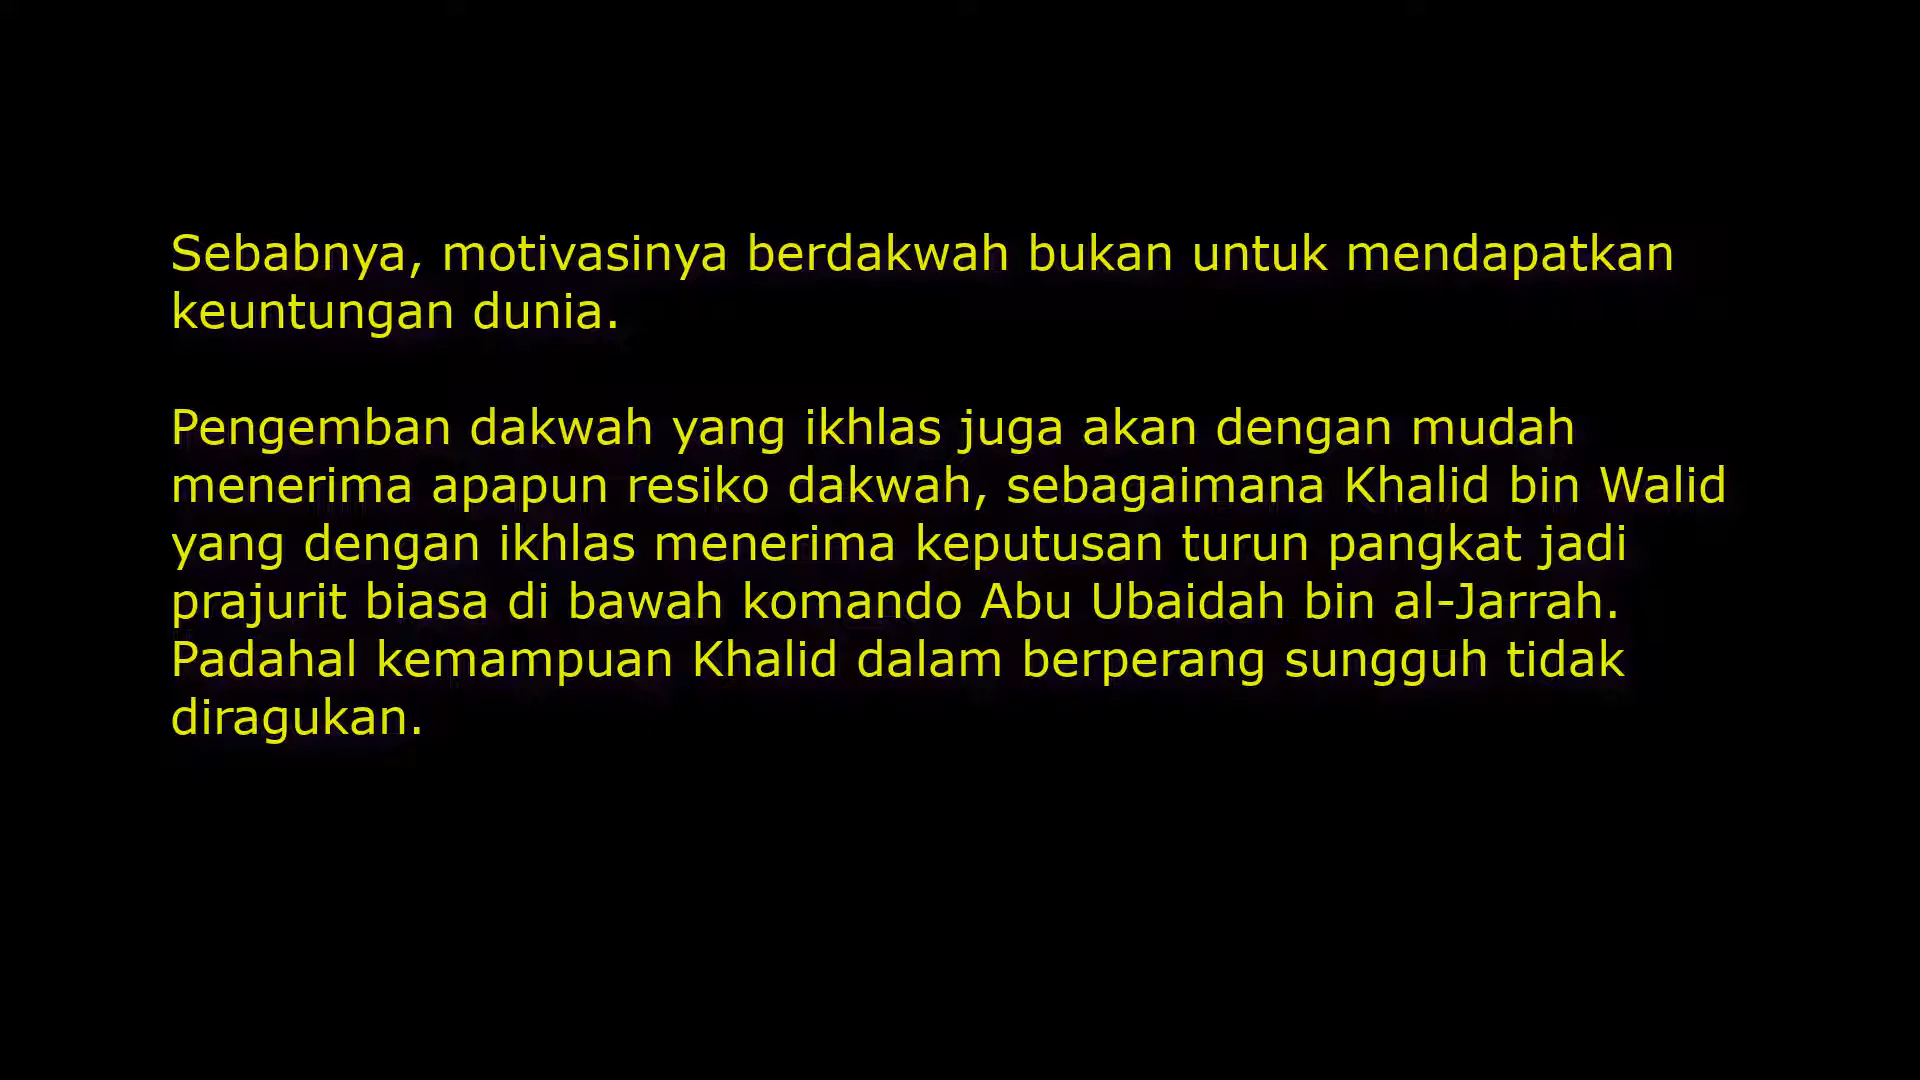 Sebabnya, motivasinya berdakwah bukan untuk mendapatkan
keuntungan dunia.
Pengemban dakwah yang ikhlas juga akan dengan mudah
menerima apapun resiko dakwah, sebagaimana Khalid bin Walid
yang dengan ikhlas menerima keputusan turun pangkat jadi
prajurit biasa di bawah komando Abu Ubaidah bin al-Jarrah.
Padahal kemampuan Khalid dalam berperang sungguh tidak
diragukan.